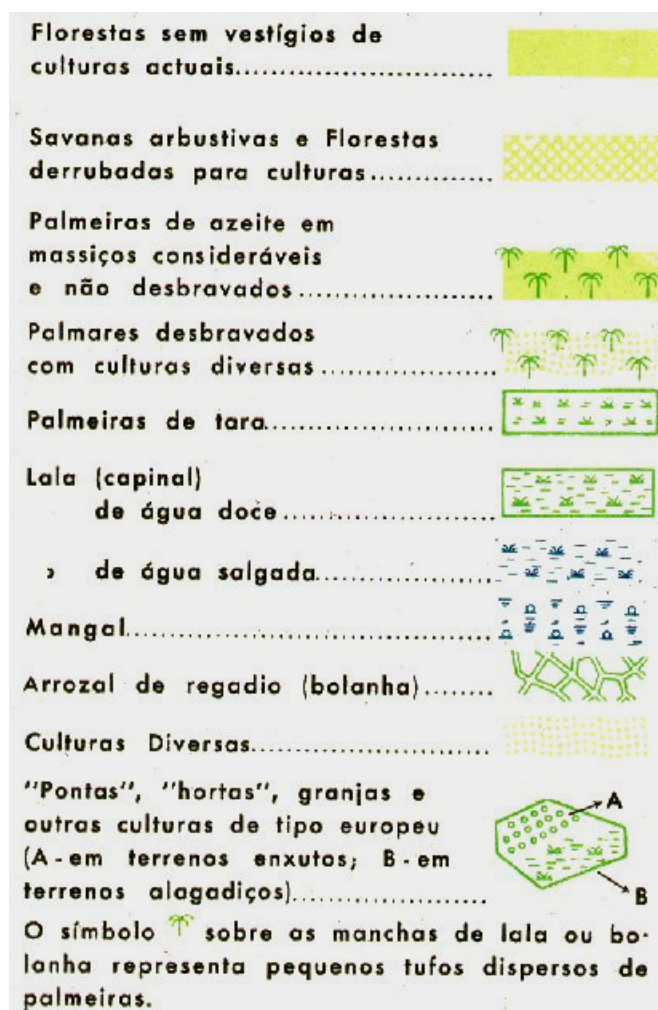 Florestas sem vestígios de
culturas actuais..............................
Savanas arbustivas e Florestas
derrubadas para culturas..............
Palmeiras de azeite em
massiços consideráveis
e não desbravados......................
Palmares desbravados
com culturas diversas....................
Palmeiras de tara..........................
Lala (capinal)
de água doce........................
› de água salgada....................
Mangal..........................................
Arrozal de regadio (bolanha)........
Culturas Diversas...........................
"Pontas", "hortas", granjas e
outras culturas de tipo europeu
(A-em terrenos enxutos; B-em
terrenos alagadiços)......................
A
B
O símbolo sobre as manchas de lala ou bo-
lanha representa pequenos tufos dispersos de
palmeiras.